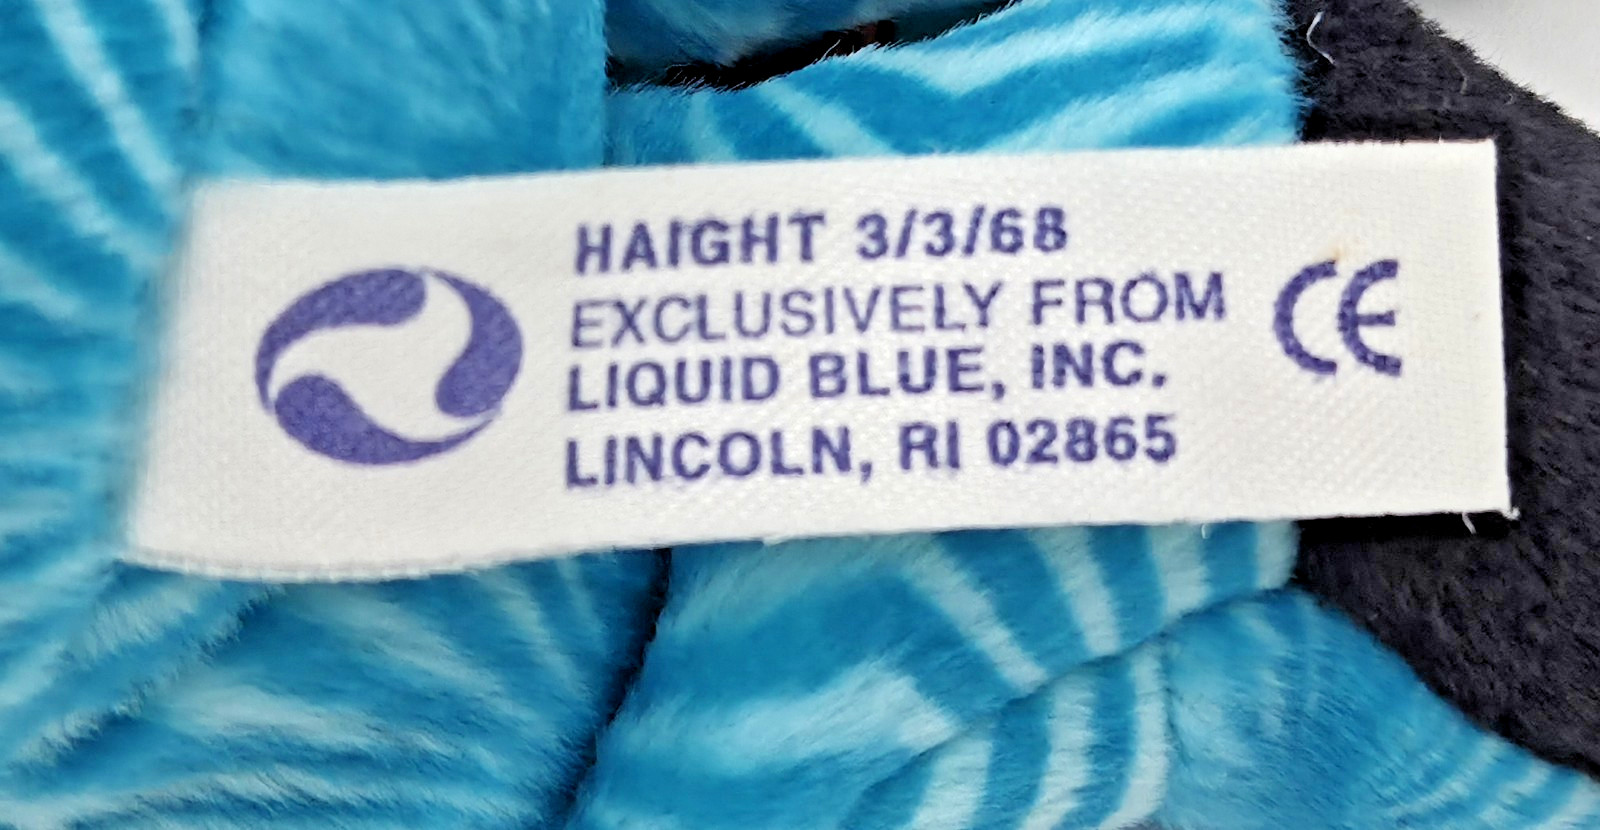 HAIGHT 3/3/68
EXCLUSIVELY FROM
LIQUID BLUE, INC.
LINCOLN, RI 02865
CE